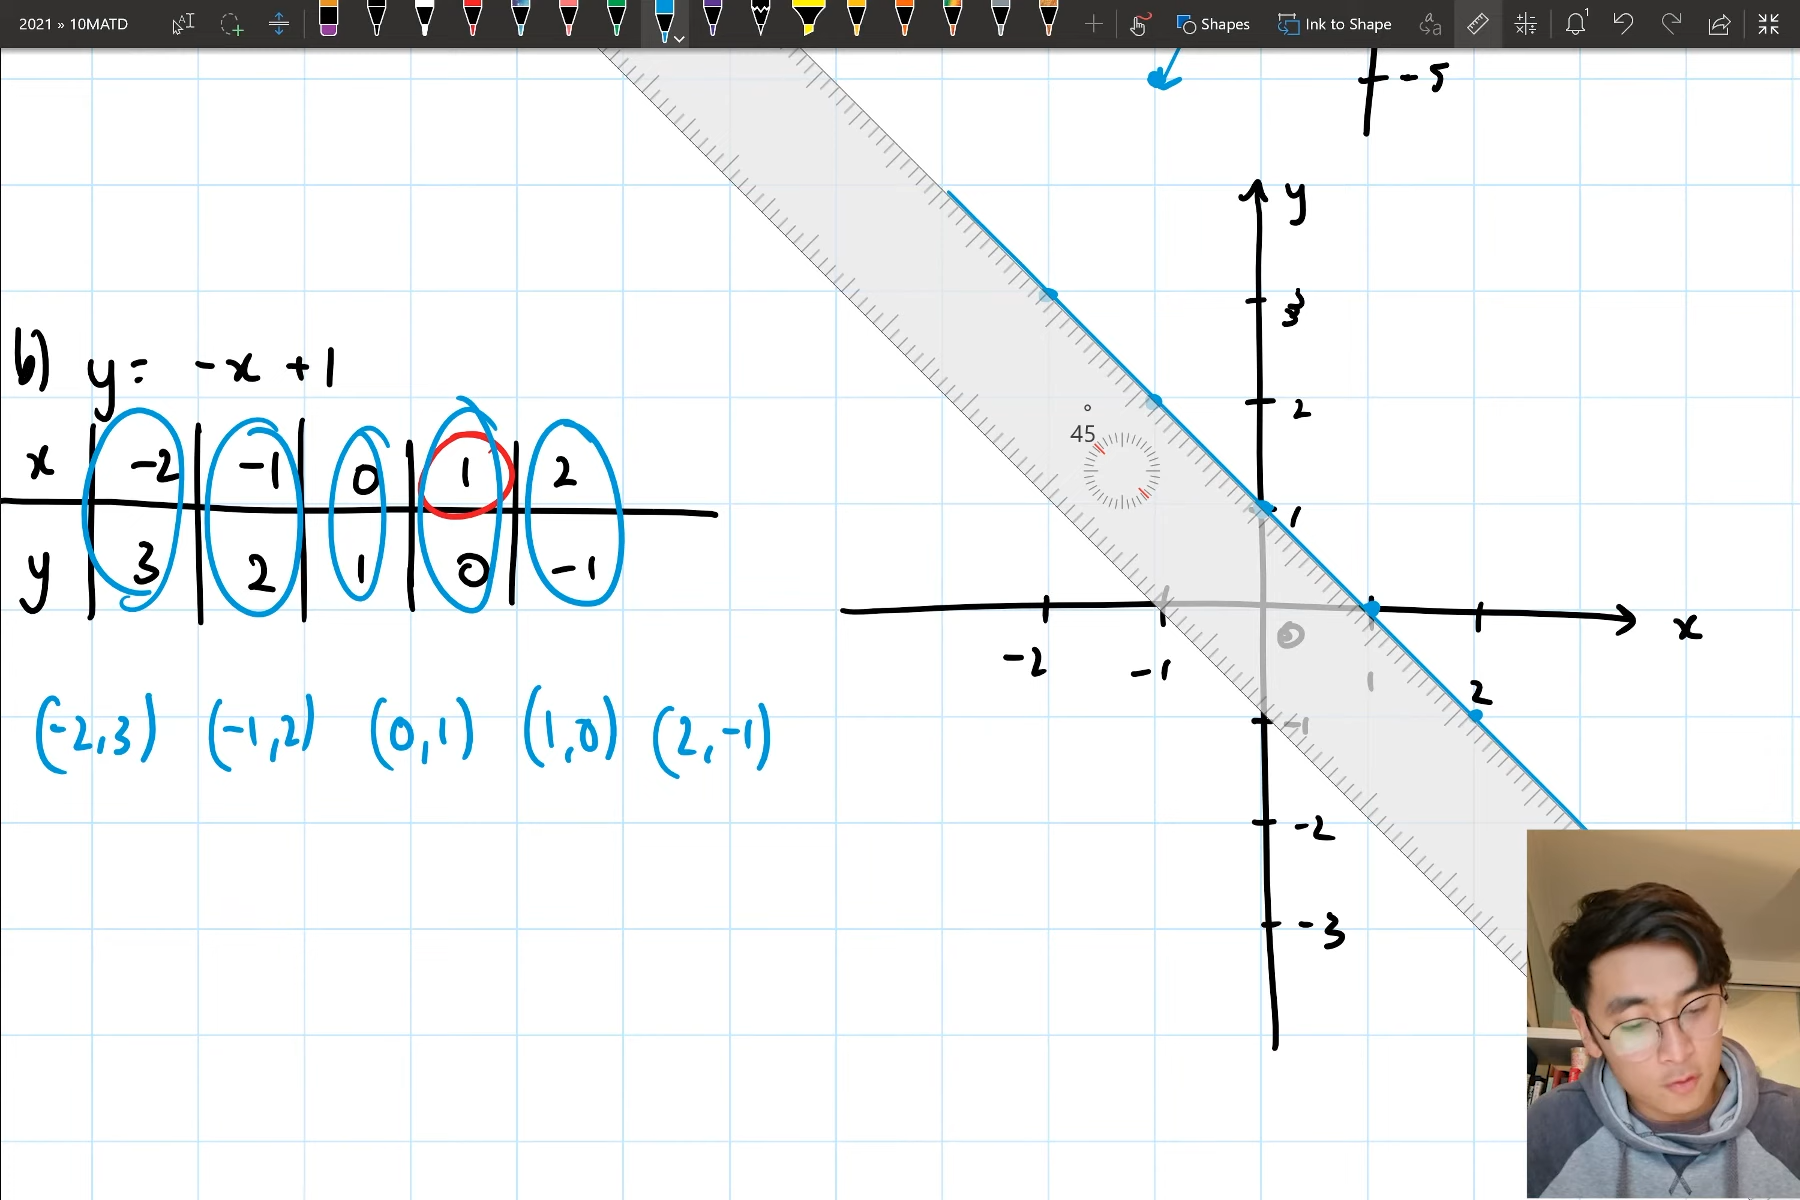 2021 » 10MATD
Shapes
Ink to Shape
1
-5
y
3
2
1
45°
0
x
-2 -1 1 2
-1
-2
-3
b) y= -x +1
x -2 -1 0 1 2
y 3 2 1 0 -1
(-2,3) (-1,2) (0,1) (1,0) (2,-1)